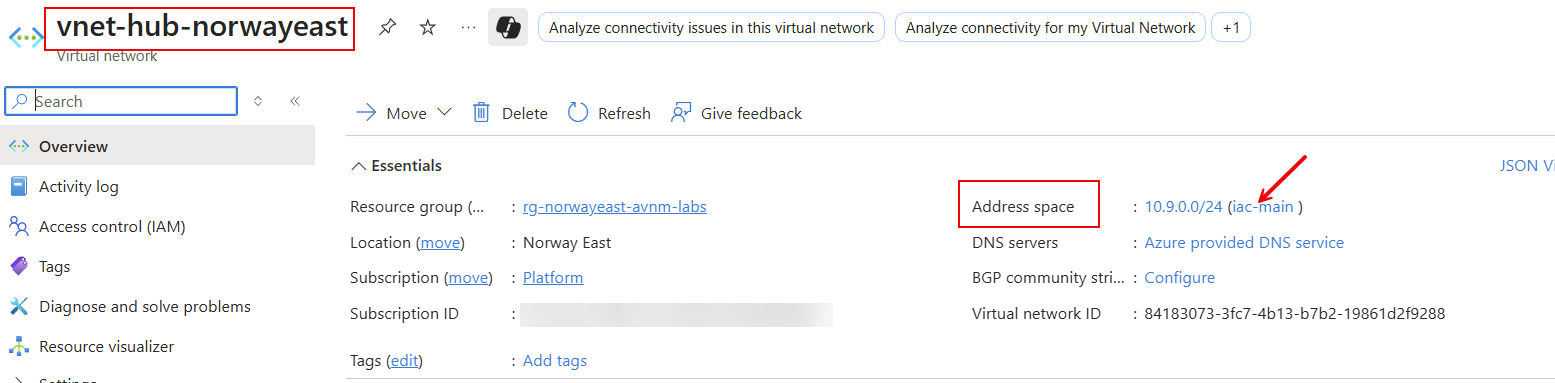 vnet-hub-norwayeast
Virtual network
Analyze connectivity issues in this virtual network
Analyze connectivity for my Virtual Network
+1
Search
Overview
Activity log
Access control (IAM)
Tags
Diagnose and solve problems
Resource visualizer
Settings
Move
Delete
Refresh
Give feedback
Essentials
JSON Vi
Resource group (... : rg-norwayeast-avnm-labs
Location (move) : Norway East
Subscription (move) : Platform
Subscription ID :
Tags (edit) : Add tags
Address space : 10.9.0.0/24 (iac-main )
DNS servers : Azure provided DNS service
BGP community stri... : Configure
Virtual network ID : 84183073-3fc7-4b13-b7b2-19861d2f9288